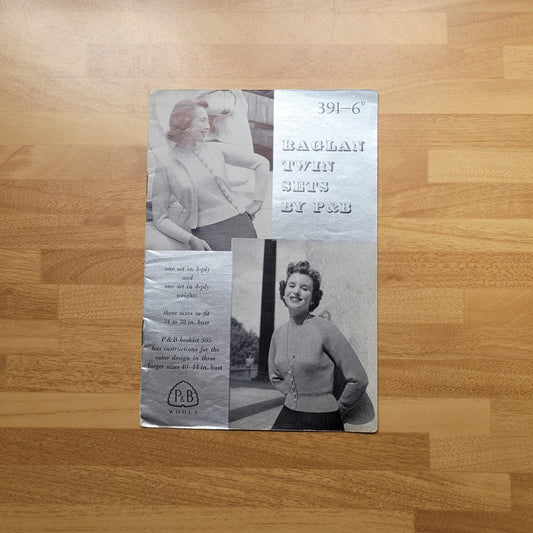 391—6D
RAGLAN
TWIN
SETS
BY P&B
one set in 3-ply
and
one set in 4-ply
weights
three sizes to fit
34 to 38 in. bust
P&B booklet 505
has instructions for the
same design in three
larger sizes 40-44 in. bust
P&B
WOOLS